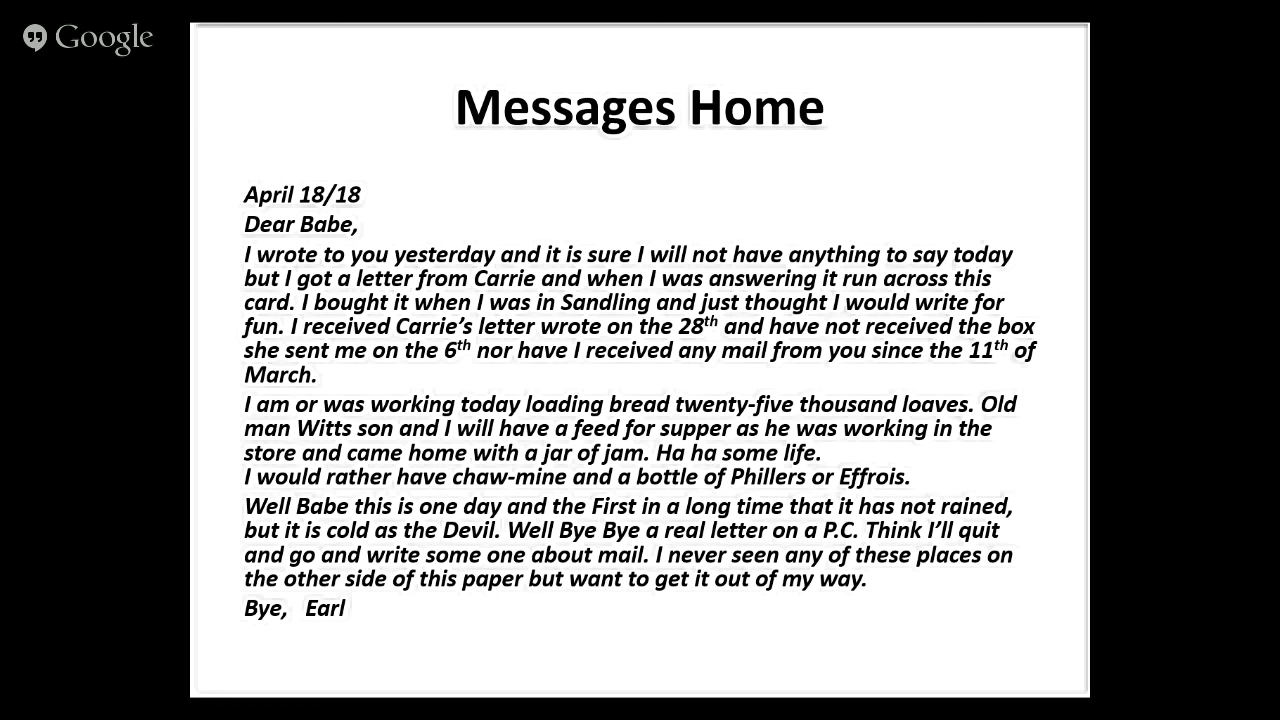 Google
Messages Home
April 18/18
Dear Babe,
I wrote to you yesterday and it is sure I will not have anything to say today
but I got a letter from Carrie and when I was answering it run across this
card. I bought it when I was in Sandling and just thought I would write for
fun. I received Carrie’s letter wrote on the 28th and have not received the box
she sent me on the 6th nor have I received any mail from you since the 11th of
March.
I am or was working today loading bread twenty-five thousand loaves. Old
man Witts son and I will have a feed for supper as he was working in the
store and came home with a jar of jam. Ha ha some life.
I would rather have chaw-mine and a bottle of Phillers or Effrois.
Well Babe this is one day and the First in a long time that it has not rained,
but it is cold as the Devil. Well Bye Bye a real letter on a P.C. Think I’ll quit
and go and write some one about mail. I never seen any of these places on
the other side of this paper but want to get it out of my way.
Bye, Earl